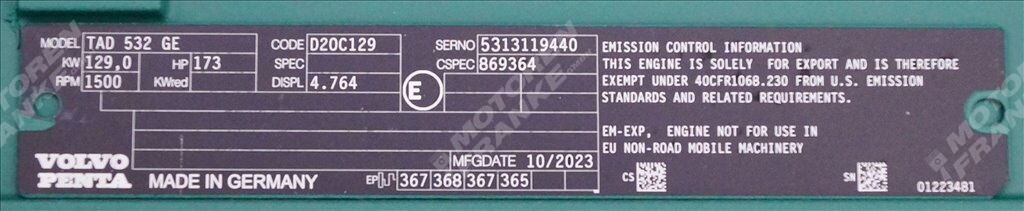 MODEL TAD 532 GE CODE D20C129 SERNO 5313119440
KW 129,0 HP 173 SPEC CSPEC 869364
RPM 1500 KWred DISPL 4.764 E
EMISSION CONTROL INFORMATION
THIS ENGINE IS SOLELY FOR EXPORT AND IS THEREFORE
EXEMPT UNDER 40CFR1068.230 FROM U.S. EMISSION
STANDARDS AND RELATED REQUIREMENTS.
EM-EXP, ENGINE NOT FOR USE IN
EU NON-ROAD MOBILE MACHINERY
MFGDATE 10/2023
VOLVO
PENTA
MADE IN GERMANY
EP 367 368 367 365
CS SN
01223481
MOTOREN
FRANKE